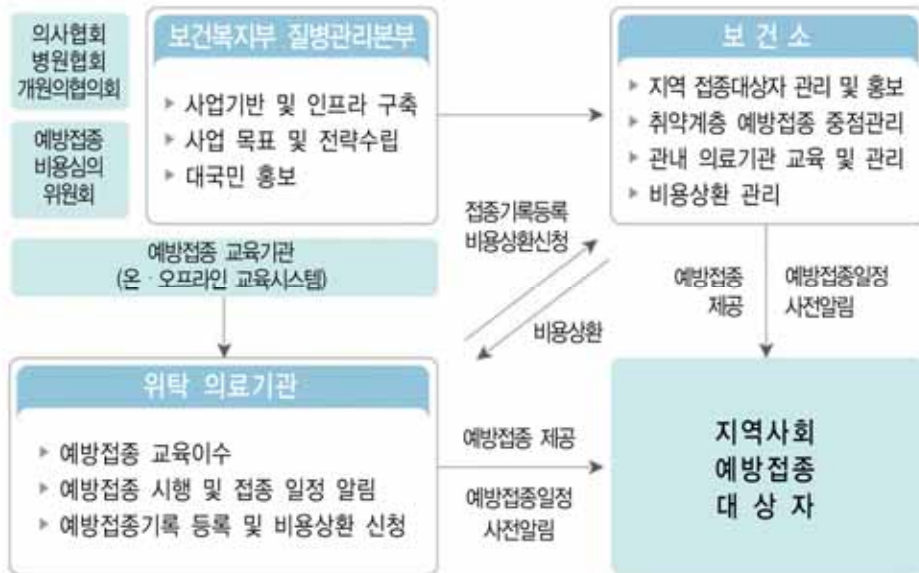 의사협회
병원협회
개원의협의회
예방접종
비용심의
위원회
보건복지부 질병관리본부
▸ 사업기반 및 인프라 구축
▸ 사업 목표 및 전략수립
▸ 대국민 홍보
보건소
▸ 지역 접종대상자 관리 및 홍보
▸ 취약계층 예방접종 중점관리
▸ 관내 의료기관 교육 및 관리
▸ 비용상환 관리
예방접종 교육기관
(온 · 오프라인 교육시스템)
접종기록등록
비용상환신청
비용상환
예방접종
제공
예방접종일정
사전알림
위탁 의료기관
▸ 예방접종 교육이수
▸ 예방접종 시행 및 접종 일정 알림
▸ 예방접종기록 등록 및 비용상환 신청
예방접종 제공
예방접종일정
사전알림
지역사회
예방접종
대 상 자